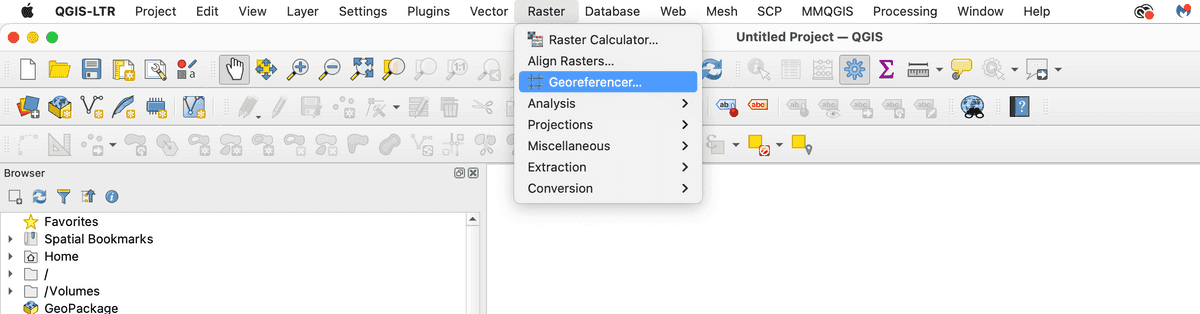 QGIS-LTR Project Edit View Layer Settings Plugins Vector Raster Database Web Mesh SCP MMQGIS Processing Window Help
Untitled Project — QGIS
Raster Calculator...
Align Rasters...
Georeferencer...
Analysis
Projections
Miscellaneous
Extraction
Conversion
Browser
Favorites
Spatial Bookmarks
Home
/
/Volumes
GeoPackage